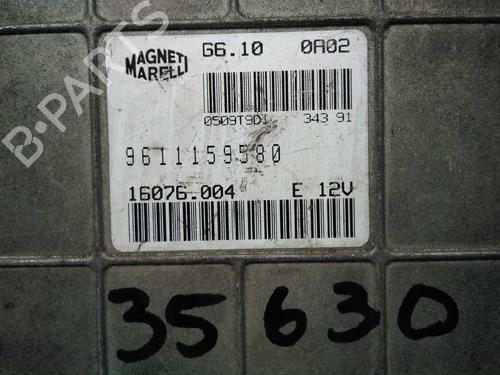 MAGNETI MARELLI G6.10 0A02
0509T9D1 343 91
9611159580
16076.004 E 12V
35630
B-PARTS